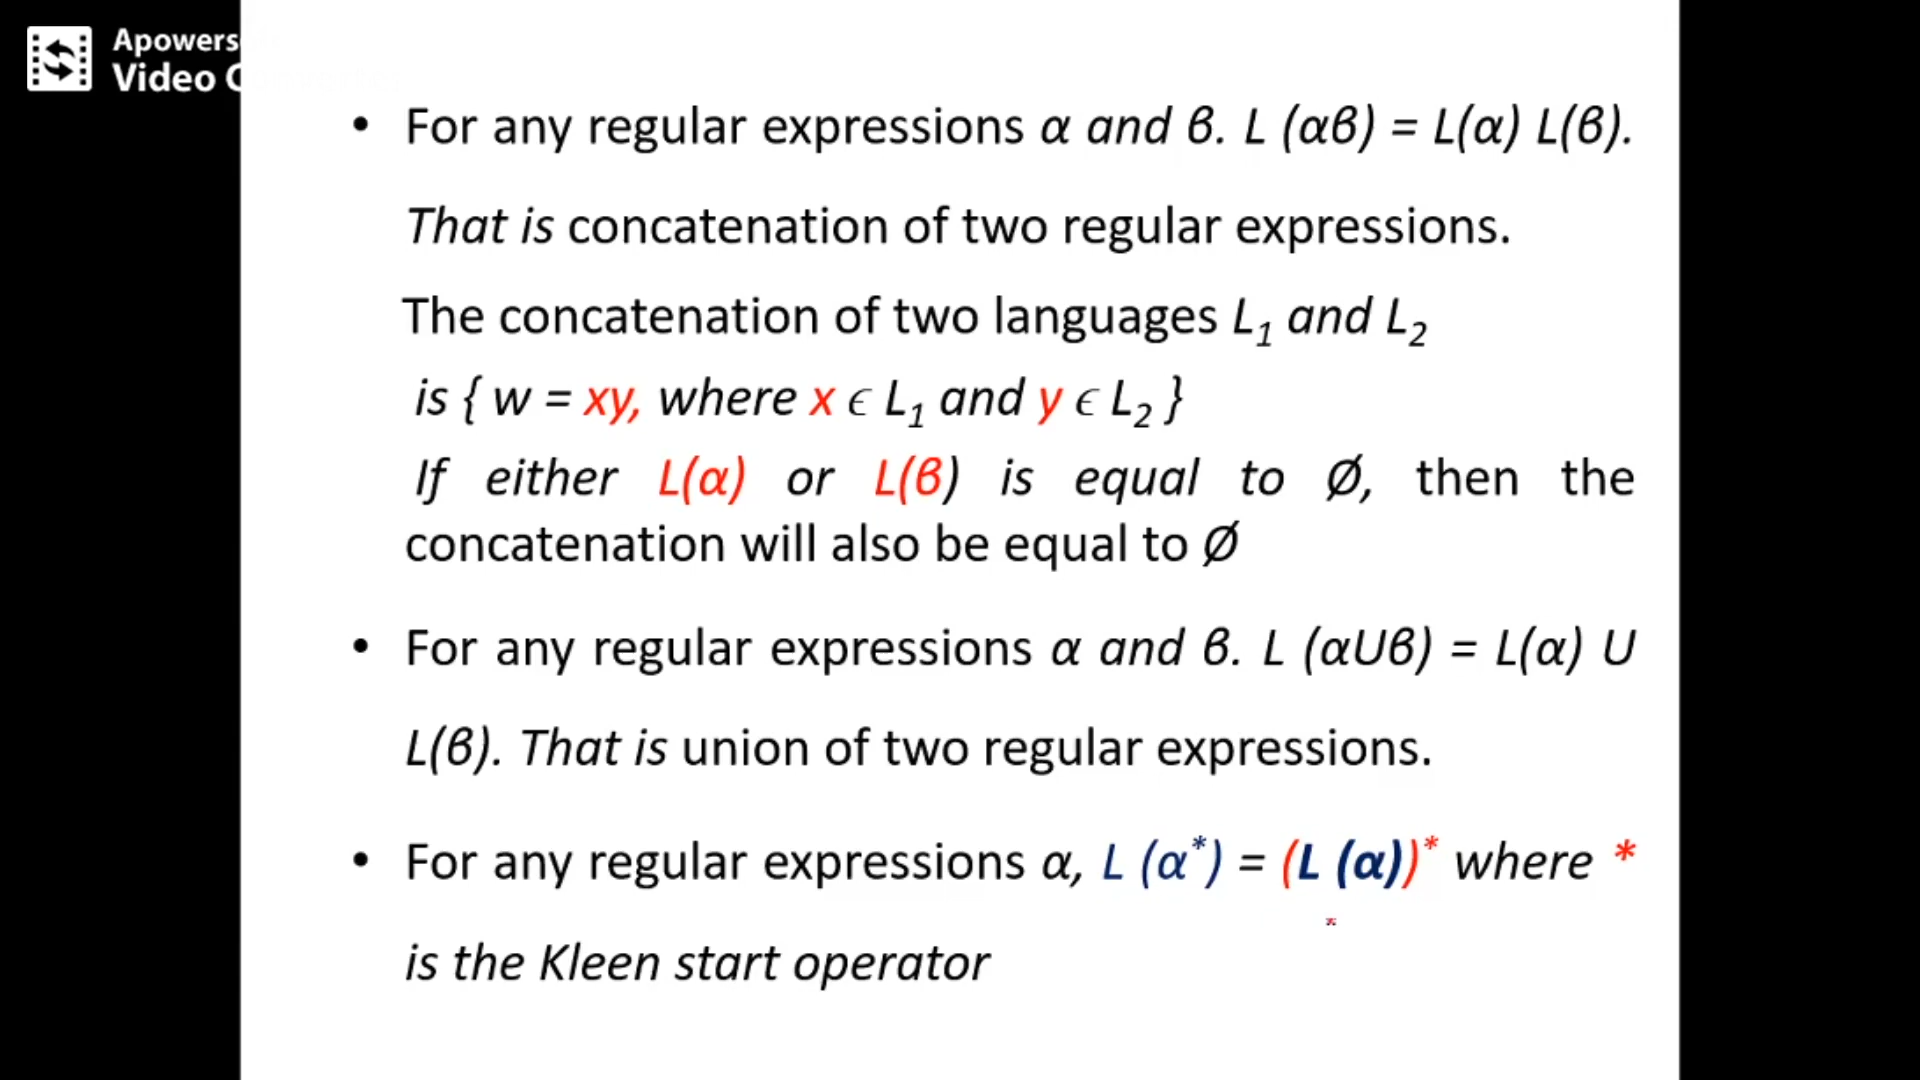 Apowers
Video C
• For any regular expressions α and β. L (αβ) = L(α) L(β).
That is concatenation of two regular expressions.
The concatenation of two languages L₁ and L₂
is { w = xy, where x ϵ L₁ and y ϵ L₂ }
If either L(α) or L(β) is equal to Ø, then the
concatenation will also be equal to Ø
• For any regular expressions α and β. L (αUβ) = L(α) U
L(β). That is union of two regular expressions.
• For any regular expressions α, L (α*) = (L (α))* where *
is the Kleen start operator